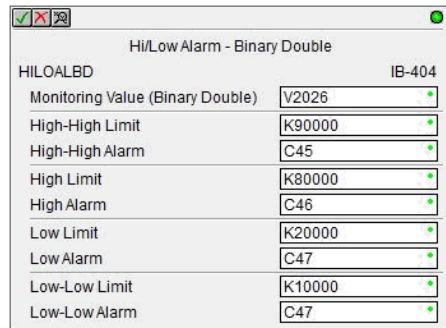 Hi/Low Alarm - Binary Double
HILOALBD IB-404
Monitoring Value (Binary Double) V2026
High-High Limit K90000
High-High Alarm C45
High Limit K80000
High Alarm C46
Low Limit K20000
Low Alarm C47
Low-Low Limit K10000
Low-Low Alarm C47